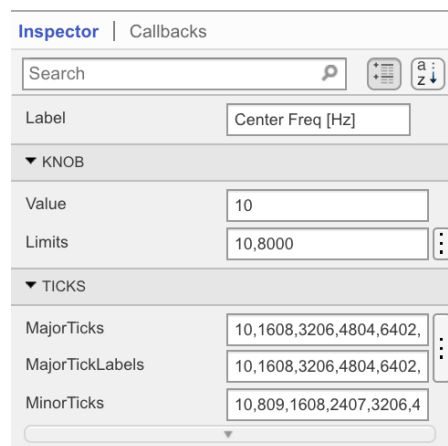 Inspector | Callbacks
Search
Label Center Freq [Hz]
KNOB
Value 10
Limits 10,8000
TICKS
MajorTicks 10,1608,3206,4804,6402,
MajorTickLabels 10,1608,3206,4804,6402,
MinorTicks 10,809,1608,2407,3206,4